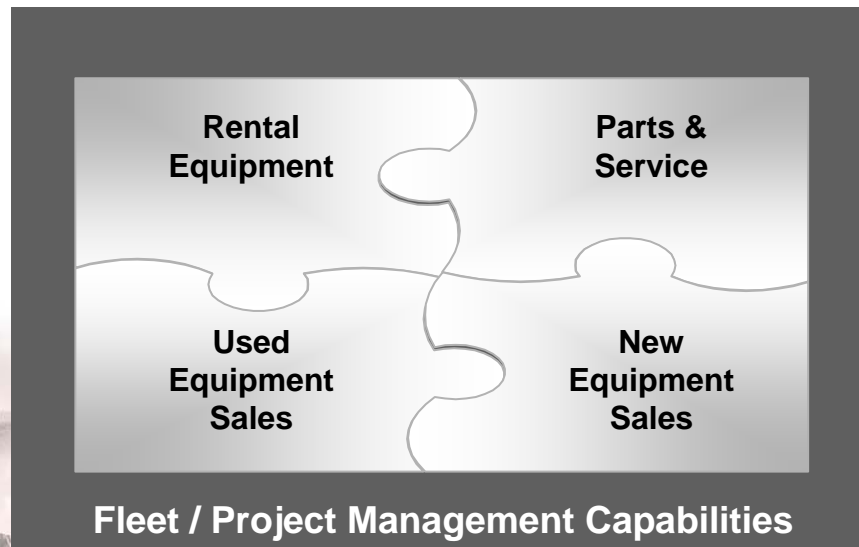 Rental
Equipment
Parts &
Service
Used
Equipment
Sales
New
Equipment
Sales
Fleet / Project Management Capabilities